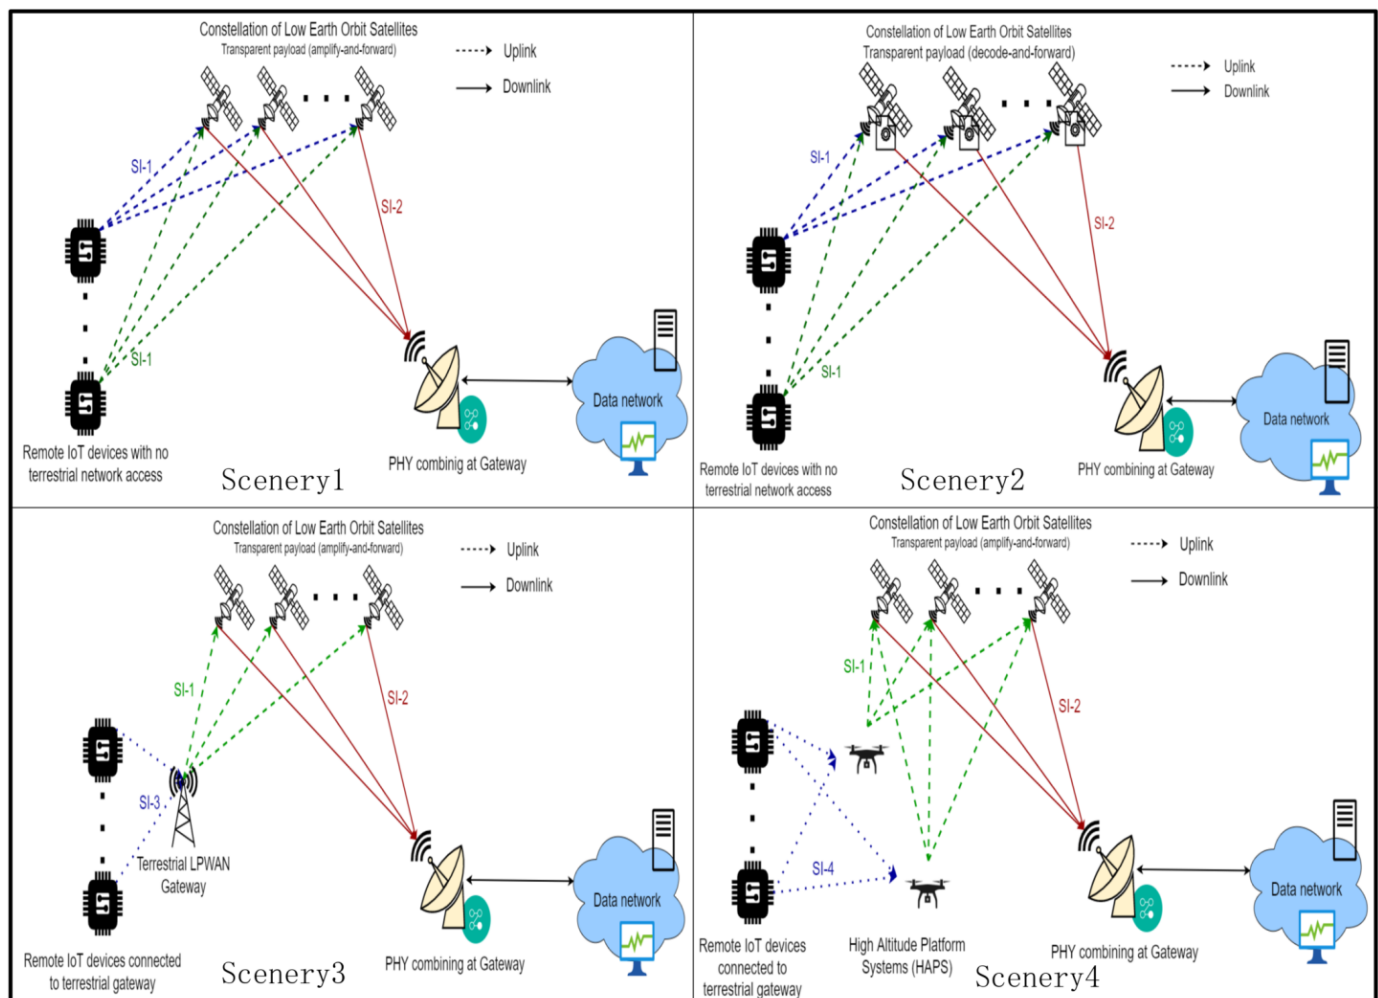 Constellation of Low Earth Orbit Satellites
Transparent payload (amplify-and-forward)
Uplink
Downlink
SI-1
SI-2
SI-1
Data network
Remote IoT devices with no
terrestrial network access
PHY combining at Gateway
Scenery1
Constellation of Low Earth Orbit Satellites
Transparent payload (decode-and-forward)
Uplink
Downlink
SI-1
SI-2
SI-1
Data network
Remote IoT devices with no
terrestrial network access
PHY combining at Gateway
Scenery2
Constellation of Low Earth Orbit Satellites
Transparent payload (amplify-and-forward)
Uplink
Downlink
SI-1
SI-2
SI-3
Terrestrial LPWAN
Gateway
Data network
Remote IoT devices connected
to terrestrial gateway
PHY combining at Gateway
Scenery3
Constellation of Low Earth Orbit Satellites
Transparent payload (amplify-and-forward)
Uplink
Downlink
SI-1
SI-2
SI-4
Data network
Remote IoT devices
connected to
terrestrial gateway
High Altitude Platform
Systems (HAPS)
PHY combining at Gateway
Scenery4